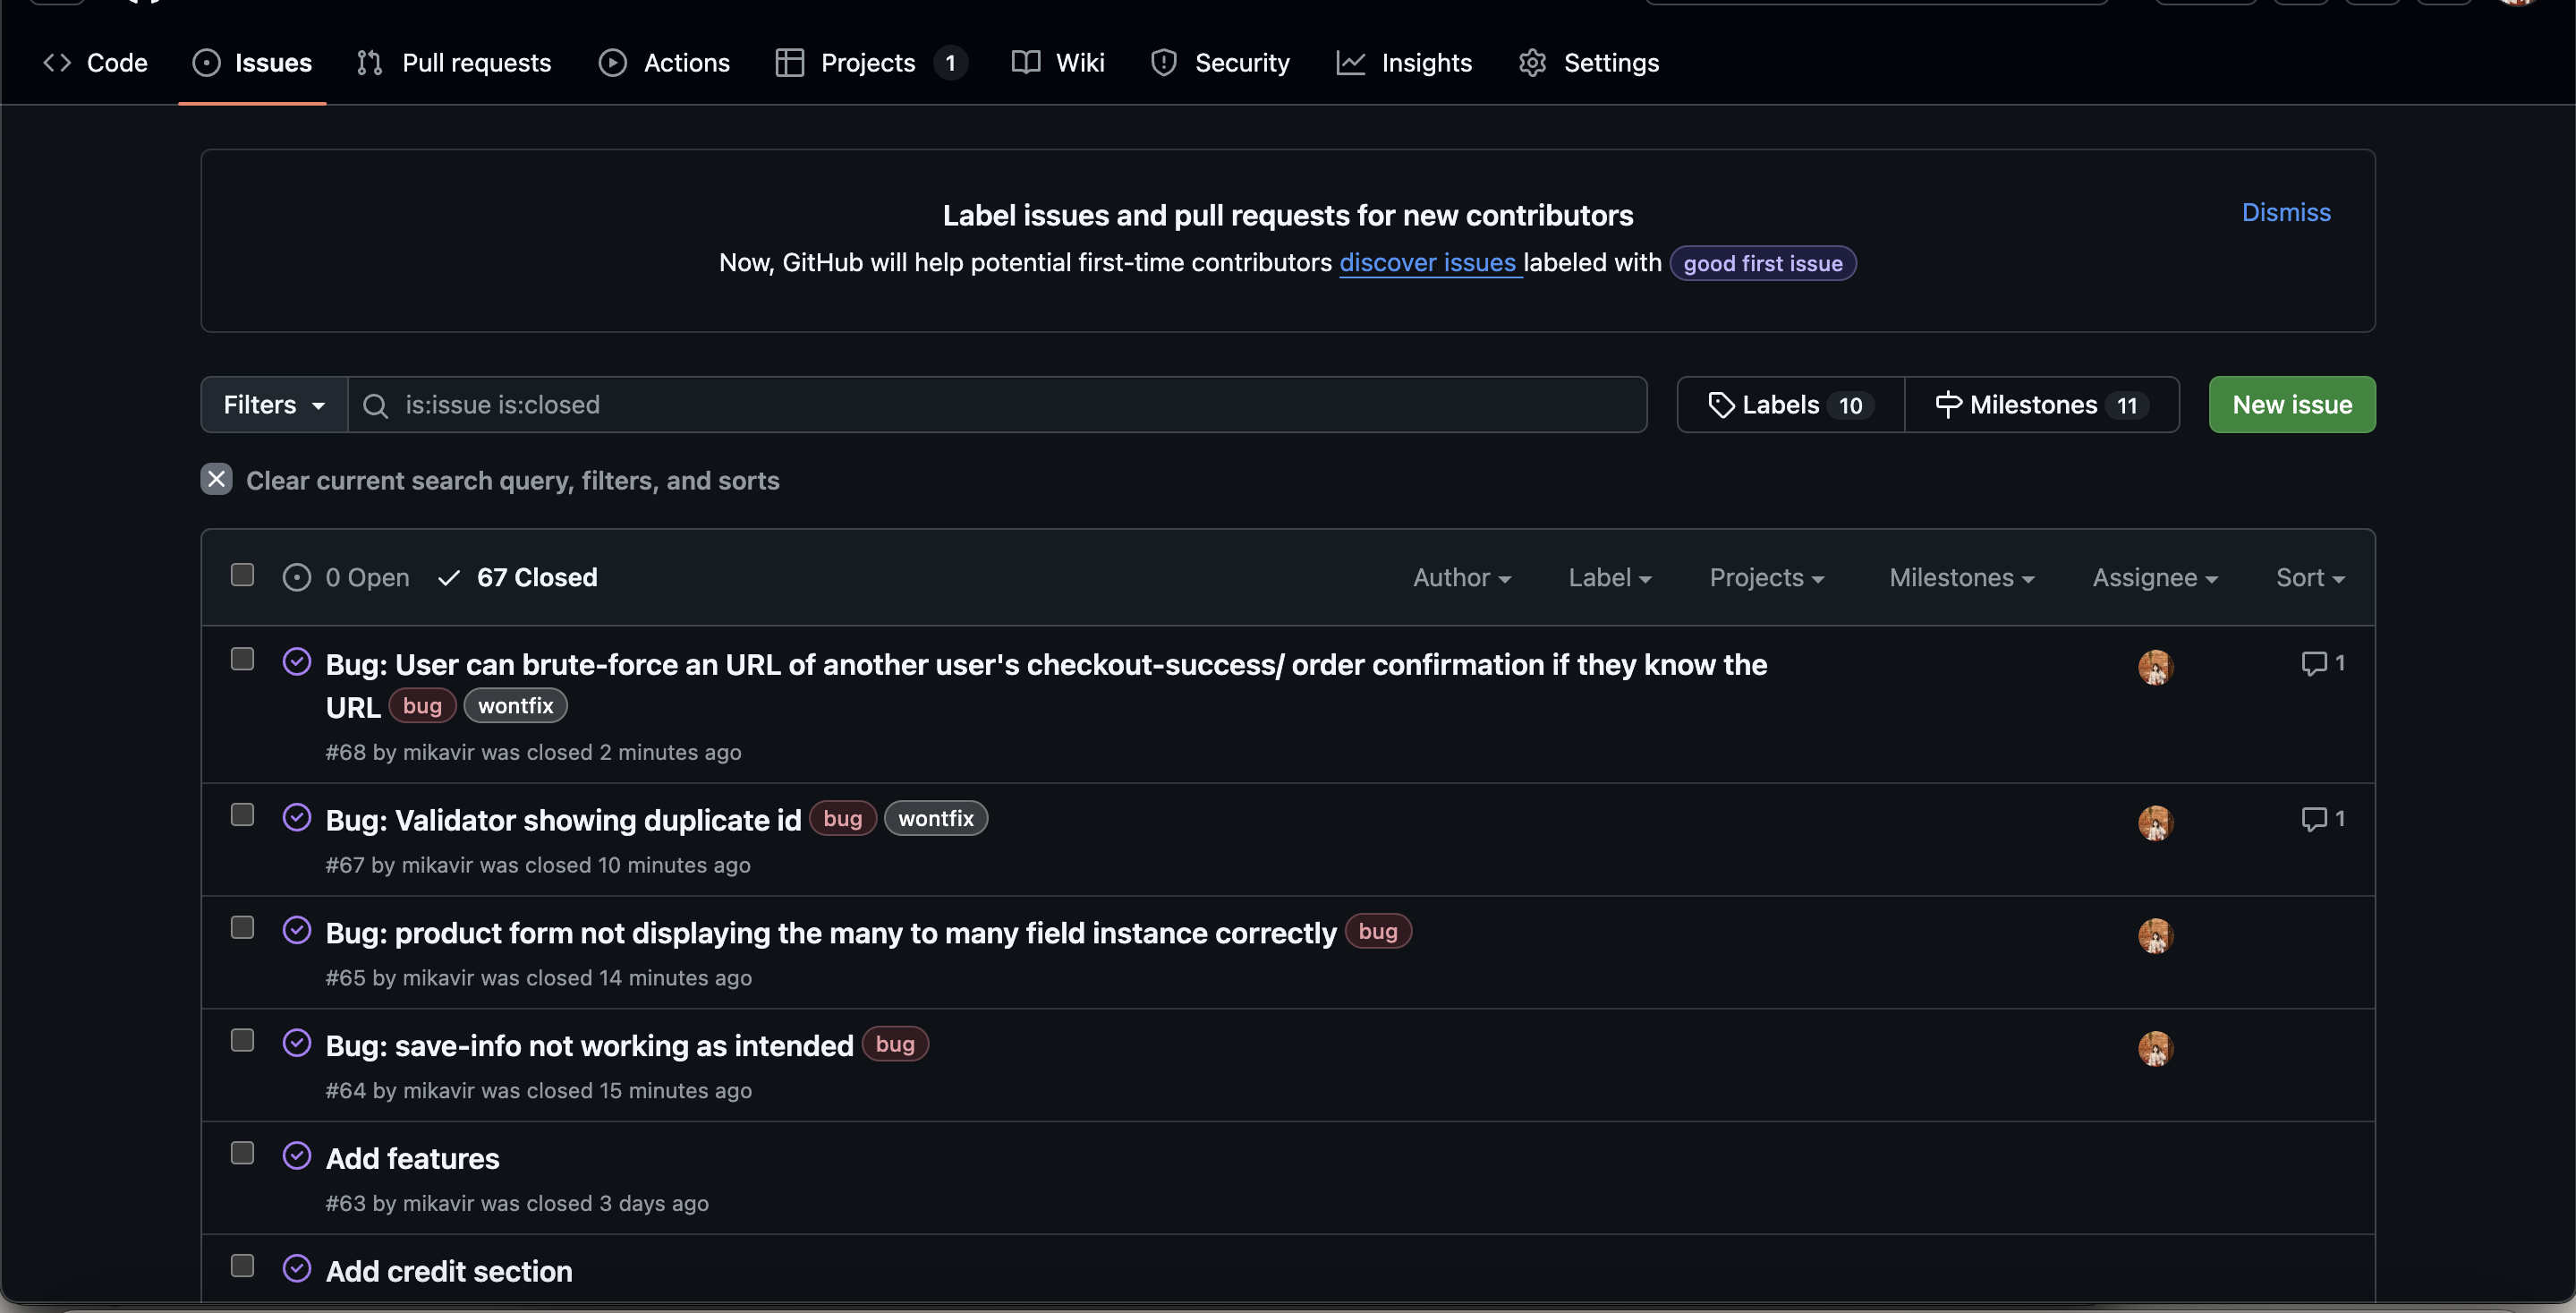 Code Issues Pull requests Actions Projects 1 Wiki Security Insights Settings
Label issues and pull requests for new contributors
Dismiss
Now, GitHub will help potential first-time contributors discover issues labeled with good first issue
Filters is:issue is:closed Labels 10 Milestones 11 New issue
Clear current search query, filters, and sorts
0 Open 67 Closed Author Label Projects Milestones Assignee Sort
Bug: User can brute-force an URL of another user's checkout-success/ order confirmation if they know the 1
URL bug wontfix
#68 by mikavir was closed 2 minutes ago
Bug: Validator showing duplicate id bug wontfix 1
#67 by mikavir was closed 10 minutes ago
Bug: product form not displaying the many to many field instance correctly bug
#65 by mikavir was closed 14 minutes ago
Bug: save-info not working as intended bug
#64 by mikavir was closed 15 minutes ago
Add features
#63 by mikavir was closed 3 days ago
Add credit section